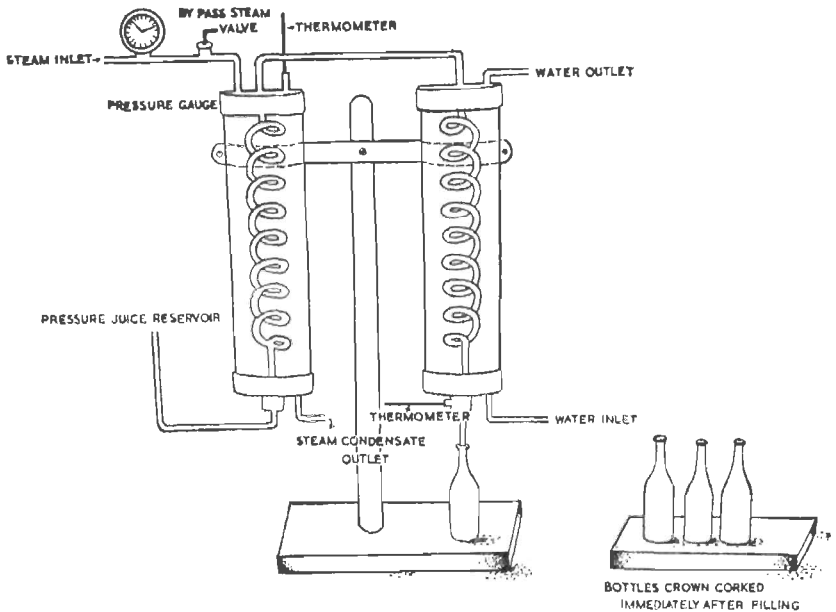 BY PASS STEAM
VALVE
THERMOMETER
STEAM INLET
WATER OUTLET
PRESSURE GAUGE
PRESSURE JUICE RESERVOIR
THERMOMETER
WATER INLET
STEAM CONDENSATE
OUTLET
BOTTLES CROWN CORKED
IMMEDIATELY AFTER FILLING